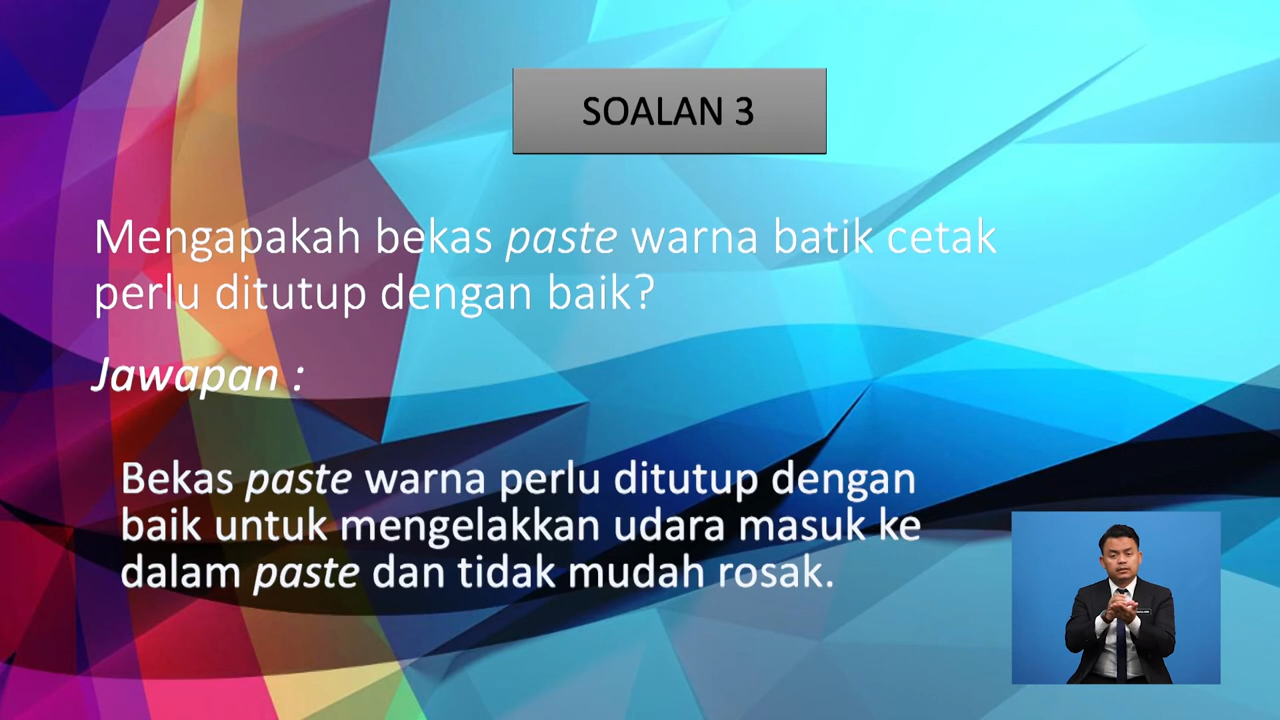 SOALAN 3
Mengapakah bekas paste warna batik cetak
perlu ditutup dengan baik?
Jawapan :
Bekas paste warna perlu ditutup dengan
baik untuk mengelakkan udara masuk ke
dalam paste dan tidak mudah rosak.